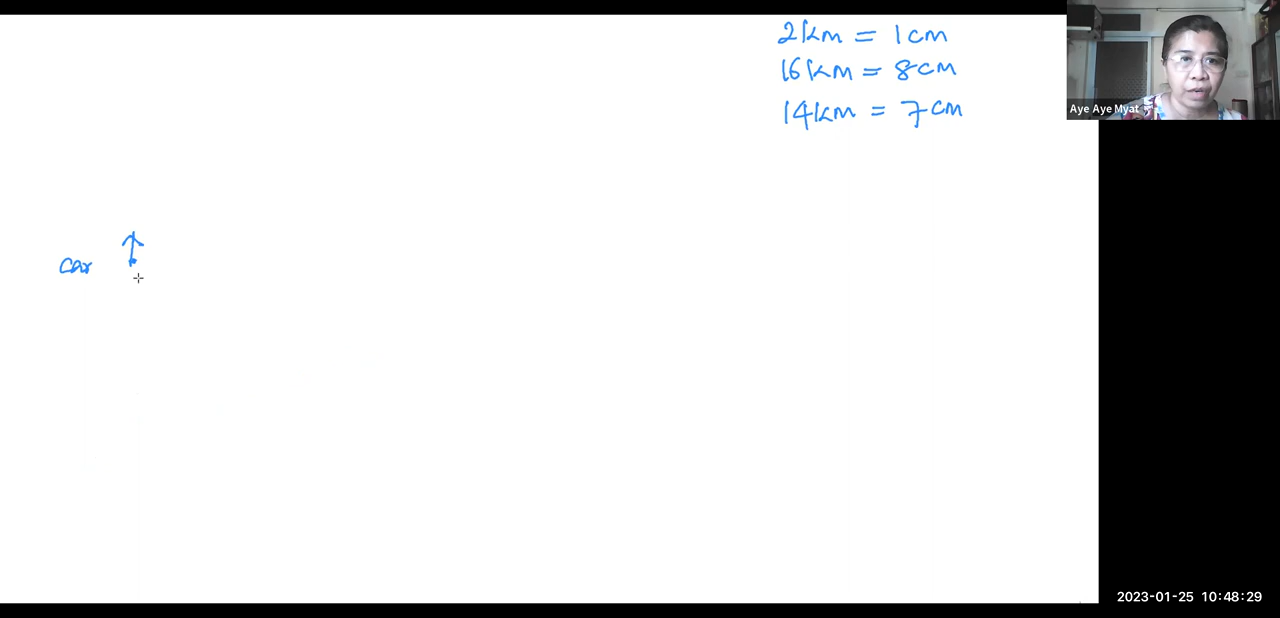 2km = 1cm
16km = 8cm
14km = 7cm
Aye Aye Myat
car
2023-01-25 10:48:29